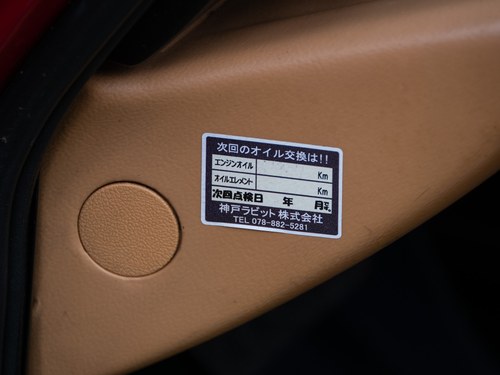 次回のオイル交換は!!
エンジンオイル Km
オイルエレメント Km
次回点検日 年 月
神戸ラビット株式会社
TEL 078-882-5281